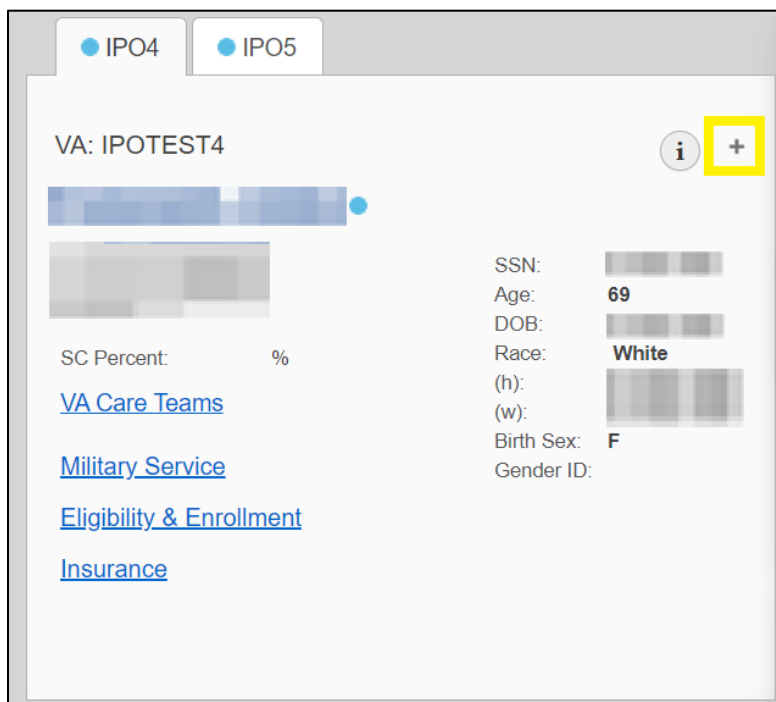 IPO4 IPO5
VA: IPOTEST4 i +
SSN:
Age: 69
DOB:
Race: White
(h):
(w):
Birth Sex: F
Gender ID:
SC Percent: %
VA Care Teams
Military Service
Eligibility & Enrollment
Insurance